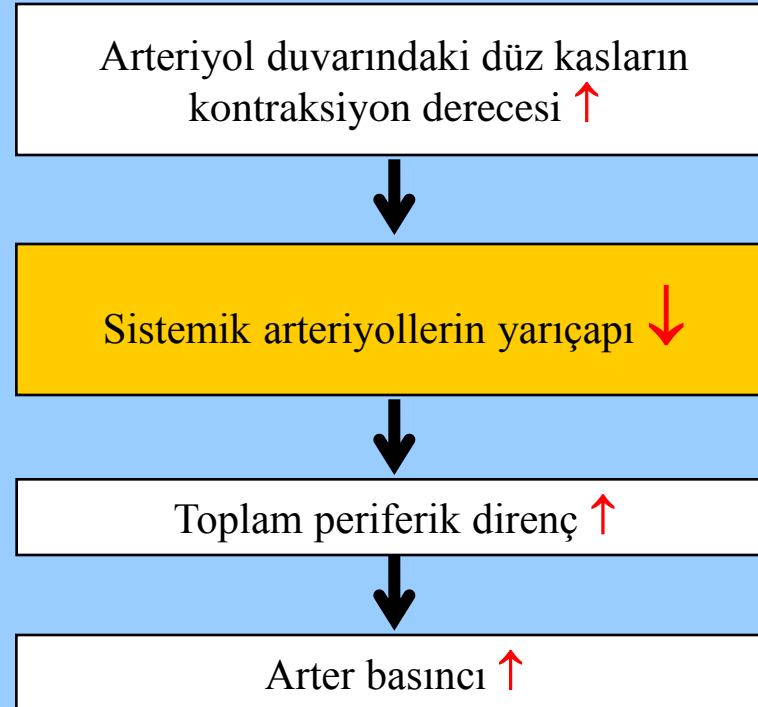 Arteriyol duvarındaki düz kasların
kontraksiyon derecesi ↑
Sistemik arteriyollerin yarıçapı ↓
Toplam periferik direnç ↑
Arter basıncı ↑